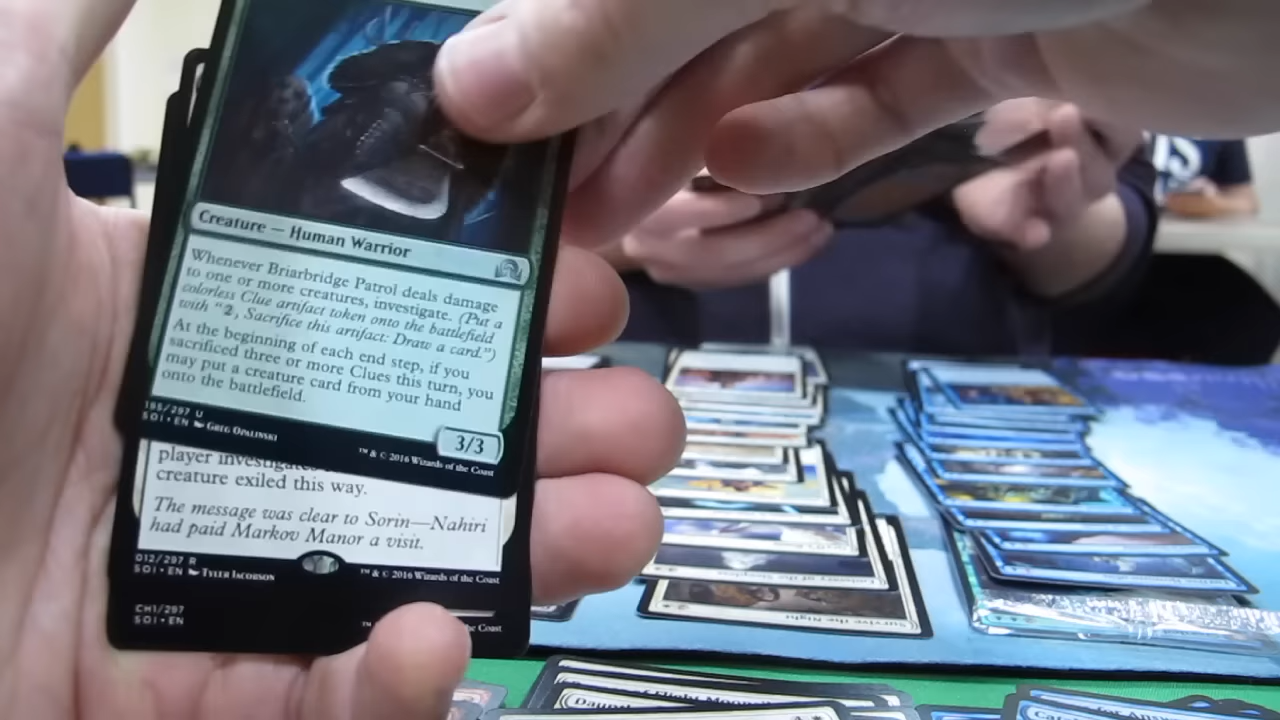 Creature — Human Warrior
Whenever Briarbridge Patrol deals damage
to one or more creatures, investigate. (Put a
colorless Clue artifact token onto the battlefield
with "2, Sacrifice this artifact: Draw a card.")
At the beginning of each end step, if you
sacrificed three or more Clues this turn, you
may put a creature card from your hand
onto the battlefield.
195/297 U
SOI • EN Greg Opalinski
3/3
™ & © 2016 Wizards of the Coast
player investigates
creature exiled this way.
The message was clear to Sorin—Nahiri
had paid Markov Manor a visit.
012/297 R
SOI • EN Tyler Jacobson
™ & © 2016 Wizards of the Coast
CH1/297
SOI • EN
the Coast
Survive the Night
of Flight
Daunt